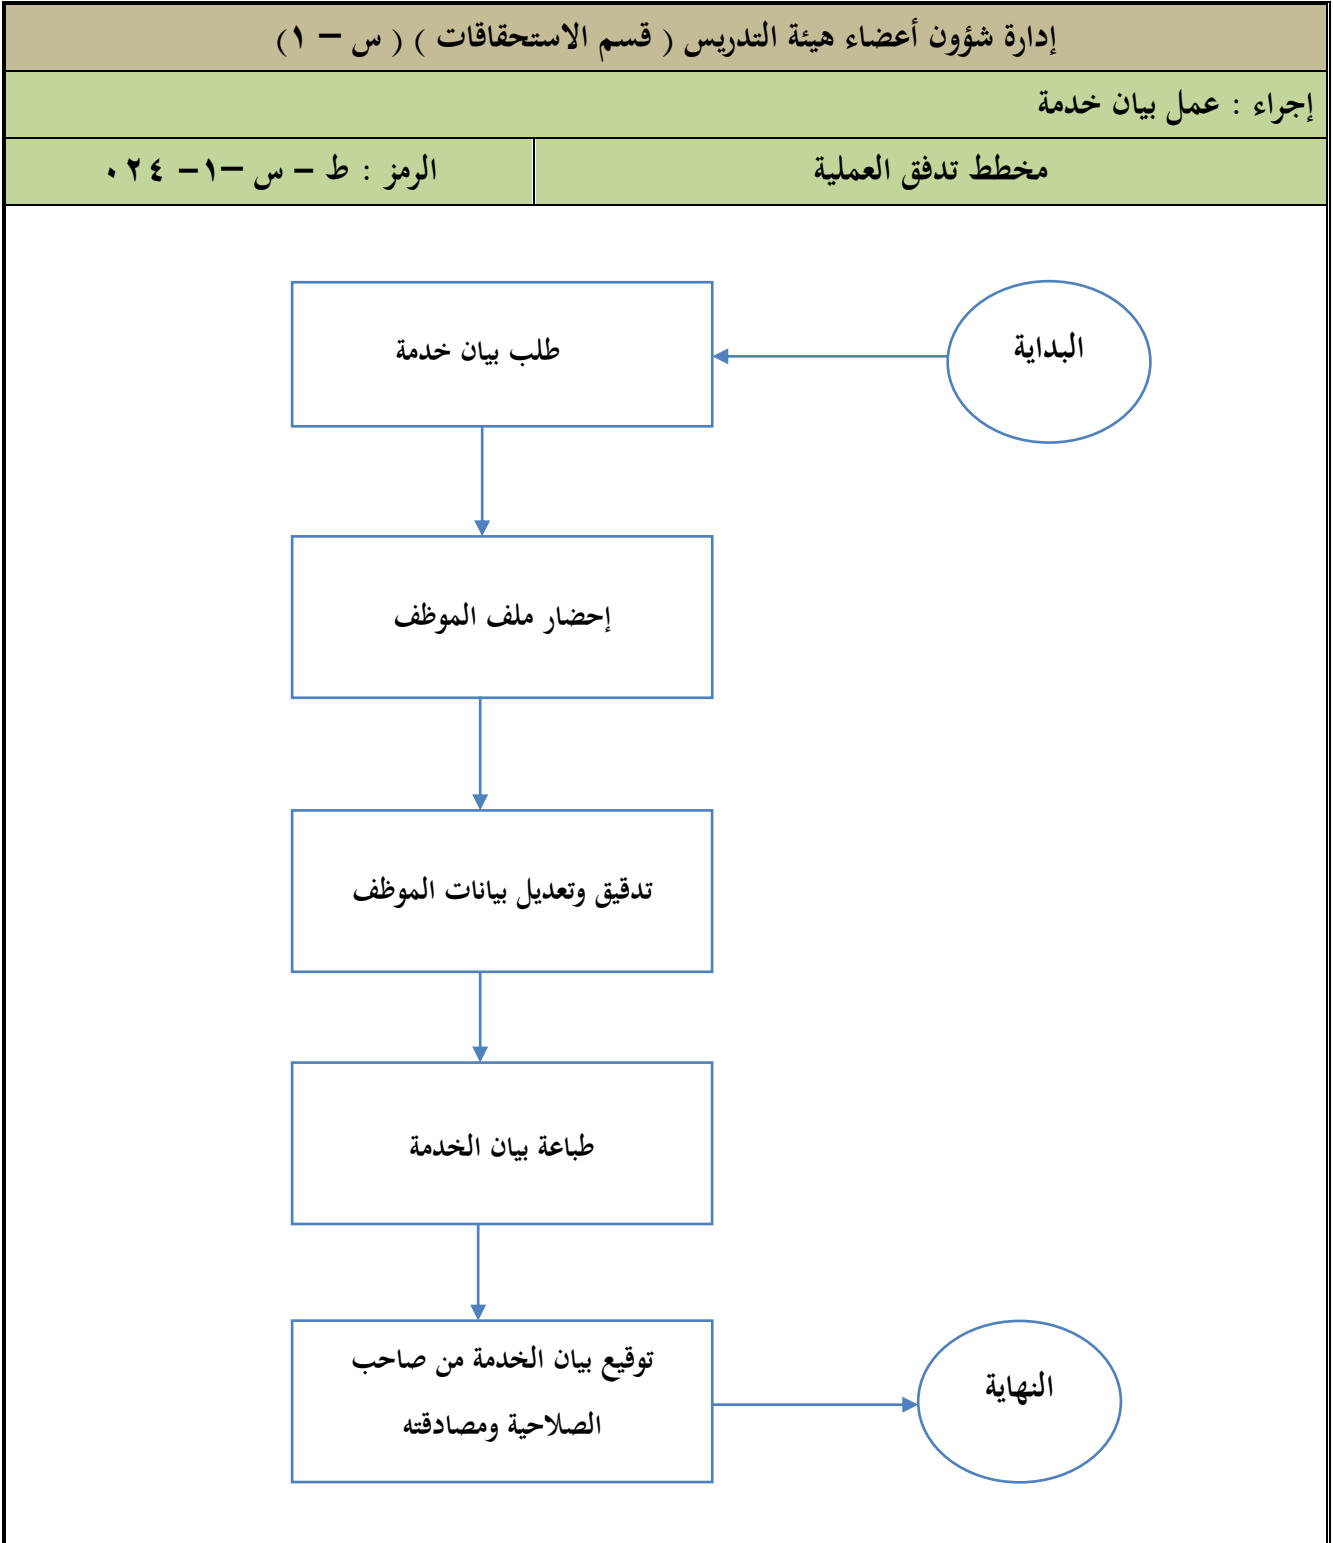 إدارة شؤون أعضاء هيئة التدريس ( قسم الاستحقاقات ) ( س – ١)
إجراء : عمل بيان خدمة
مخطط تدفق العملية
الرمز : ط – س –١– ٠٢٤
البداية
طلب بيان خدمة
إحضار ملف الموظف
تدقيق وتعديل بيانات الموظف
طباعة بيان الخدمة
توقيع بيان الخدمة من صاحب
الصلاحية ومصادقته
النهاية